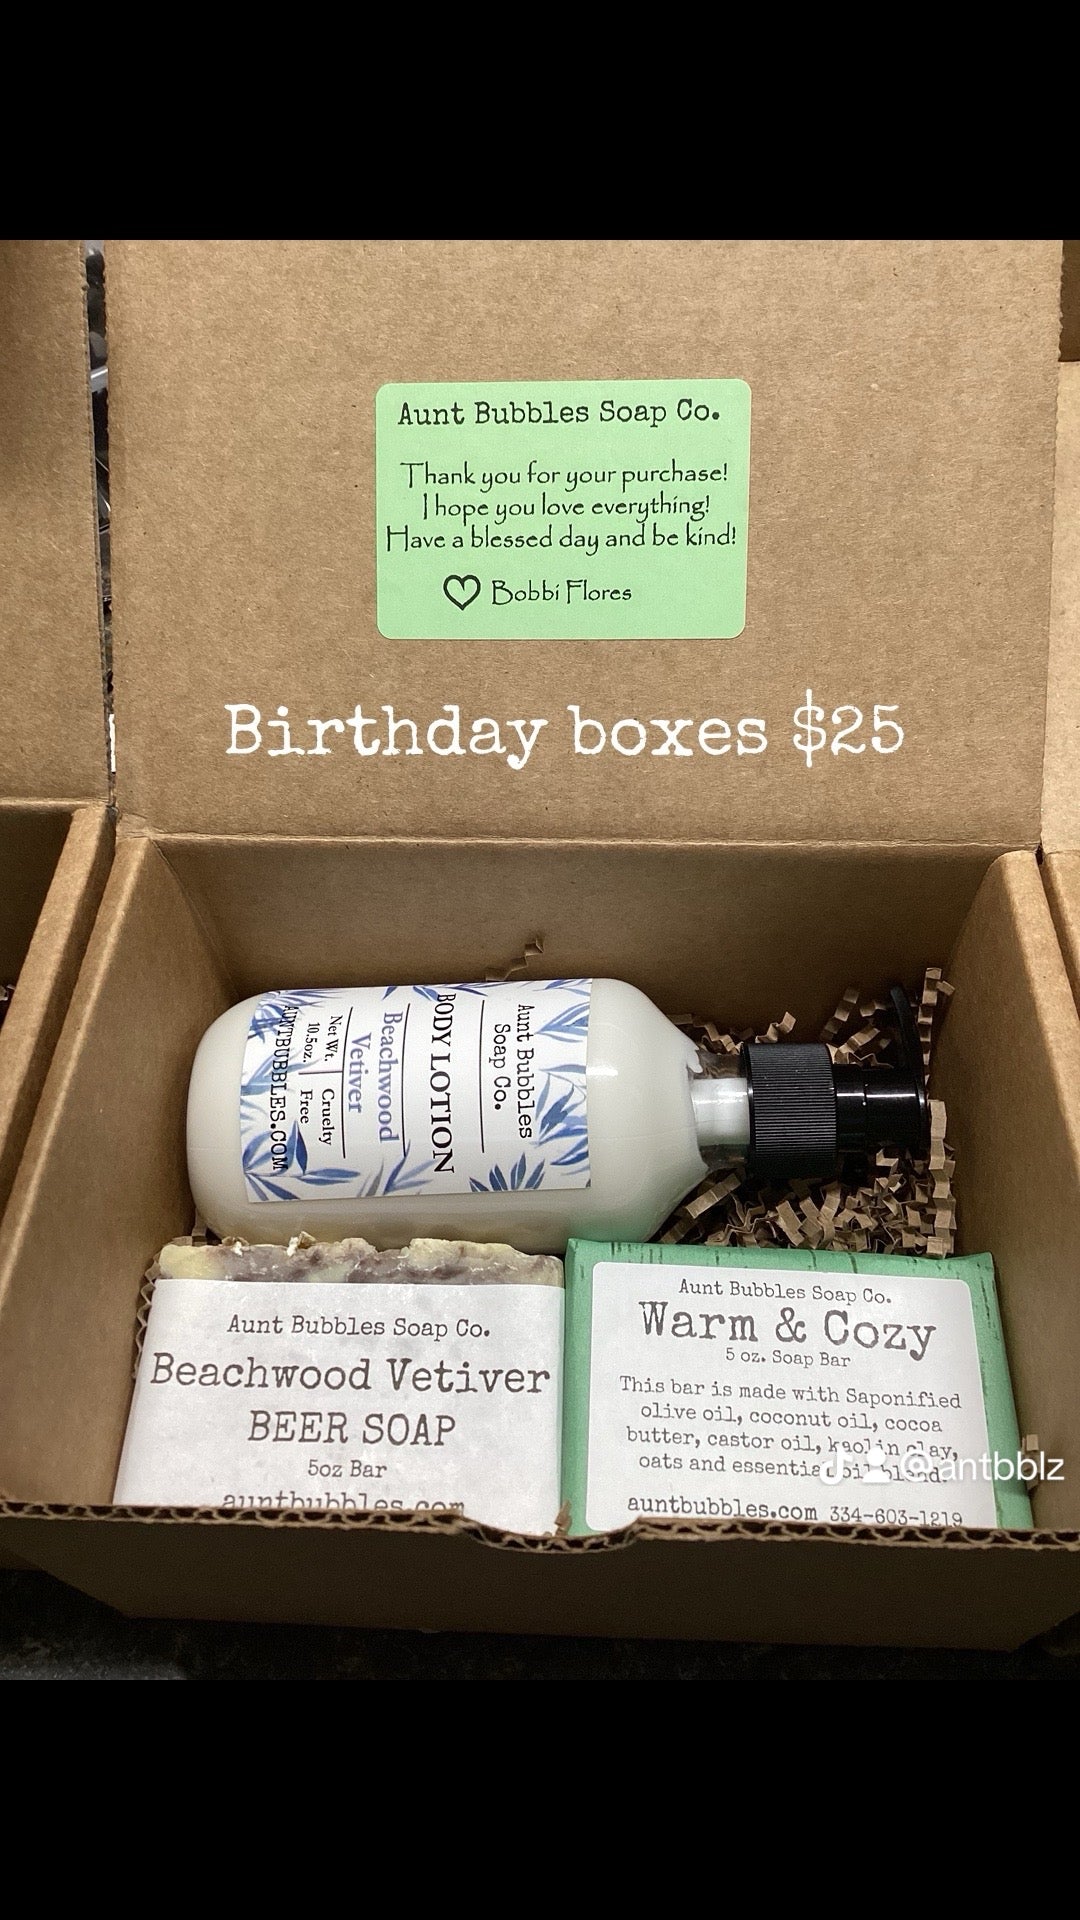 Aunt Bubbles Soap Co.
Thank you for your purchase!
I hope you love everything!
Have a blessed day and be kind!
Bobbi Flores
Birthday boxes $25
Aunt Bubbles
Soap Co.
BODY LOTION
Beachwood
Vetiver
Net Wt.
10.5oz.
Cruelty
Free
AUNTBUBBLES.COM
Aunt Bubbles Soap Co.
Beachwood Vetiver
BEER SOAP
5oz Bar
auntbubbles.com
Aunt Bubbles Soap Co.
Warm & Cozy
5 oz. Soap Bar
This bar is made with Saponified
olive oil, coconut oil, cocoa
butter, castor oil, kaolin clay,
oats and essential oil blend.
@antbblz
auntbubbles.com 334-603-1219